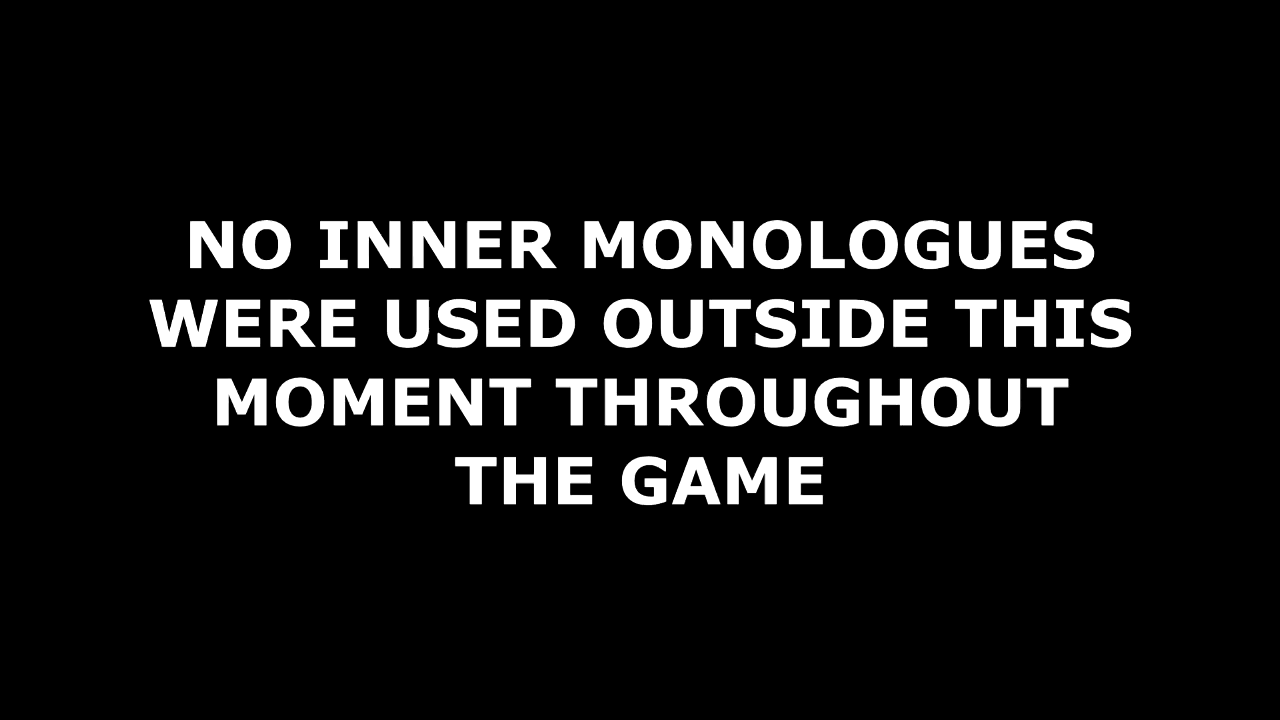 NO INNER MONOLOGUES
WERE USED OUTSIDE THIS
MOMENT THROUGHOUT
THE GAME